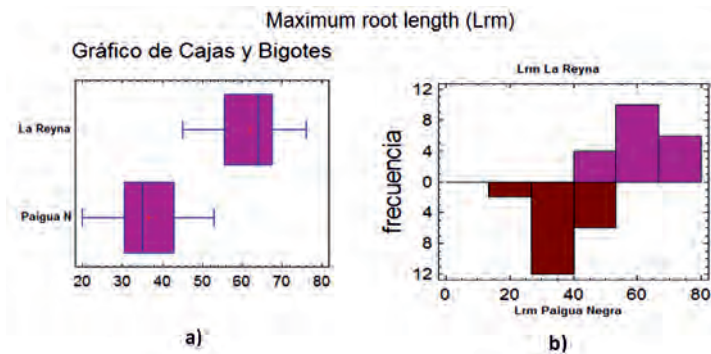 Maximum root length (Lrm)
Gráfico de Cajas y Bigotes
La Reyna
Paigua N
20 30 40 50 60 70 80
a)
Lrm La Reyna
frecuencia
12
8
4
0
4
8
12
0 20 40 60 80
Lrm Paigua Negra
b)